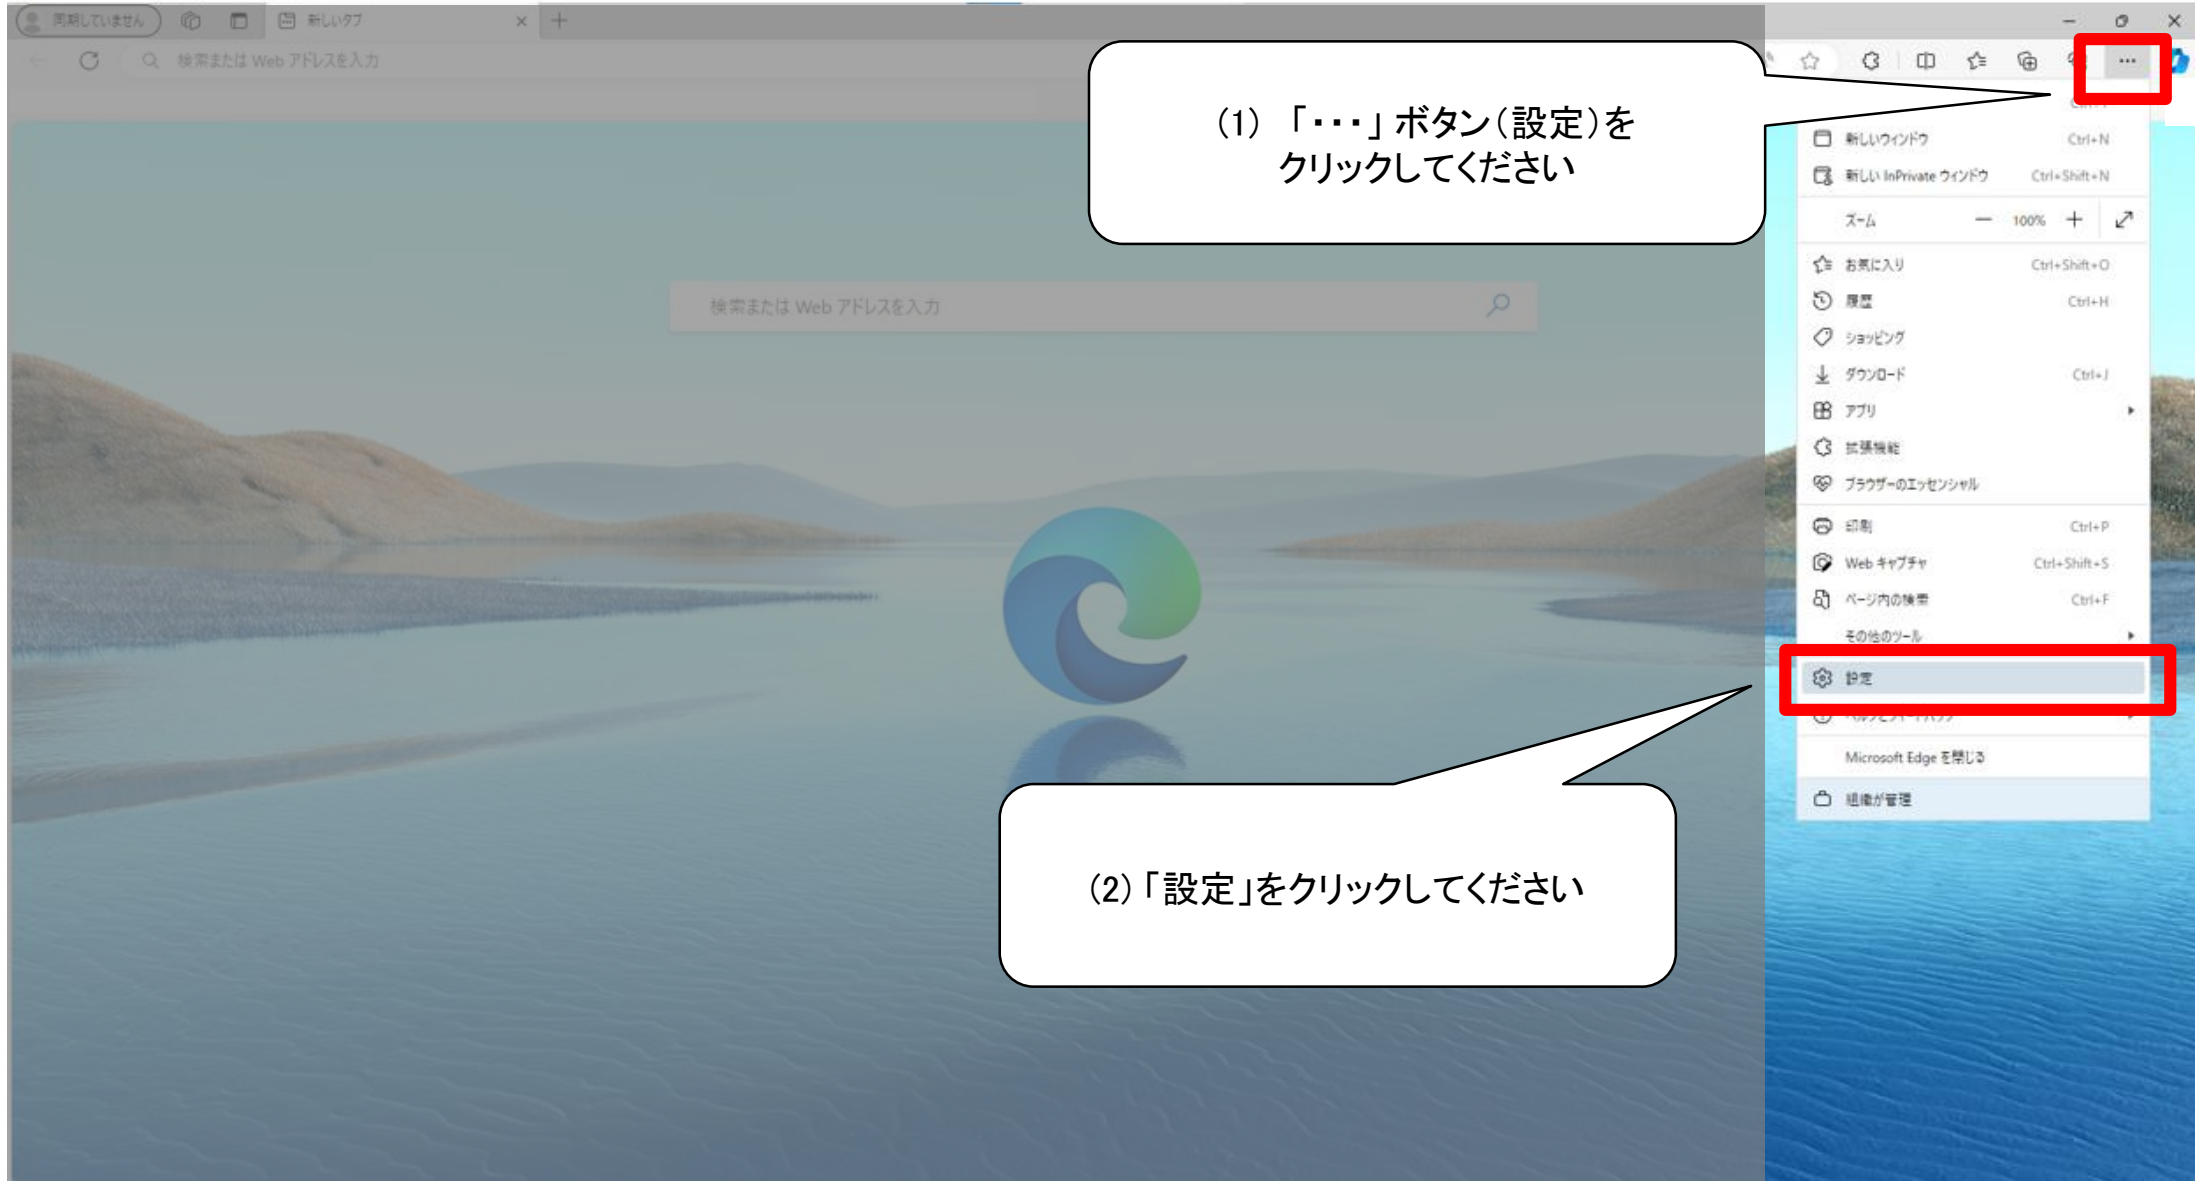 同期していません
新しいタブ
検索または Web アドレスを入力
(1) 「・・・」ボタン(設定)を
クリックしてください
新しいウィンドウ Ctrl+N
新しい InPrivate ウィンドウ Ctrl+Shift+N
ズーム 100%
お気に入り Ctrl+Shift+O
履歴 Ctrl+H
ショッピング
ダウンロード Ctrl+J
アプリ
拡張機能
ブラウザーのエッセンシャル
印刷 Ctrl+P
Web キャプチャ Ctrl+Shift+S
ページ内の検索 Ctrl+F
その他のツール
設定
Microsoft Edge を閉じる
組織が管理
検索または Web アドレスを入力
(2)「設定」をクリックしてください